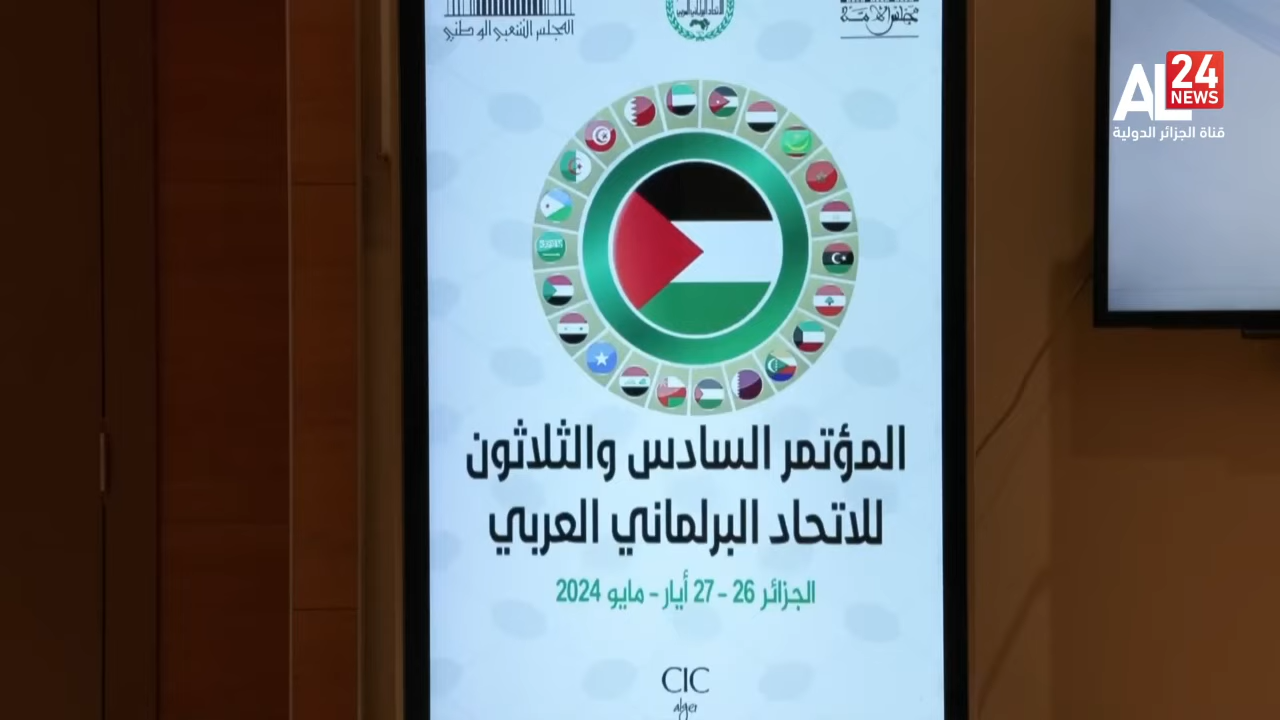 المجلس الشعبي الوطني
مجلس الأمة
24
AL NEWS
قناة الجزائر الدولية
المؤتمر السادس والثلاثون
للاتحاد البرلماني العربي
الجزائر 26 - 27 أيار - مايو 2024
CIC
alger